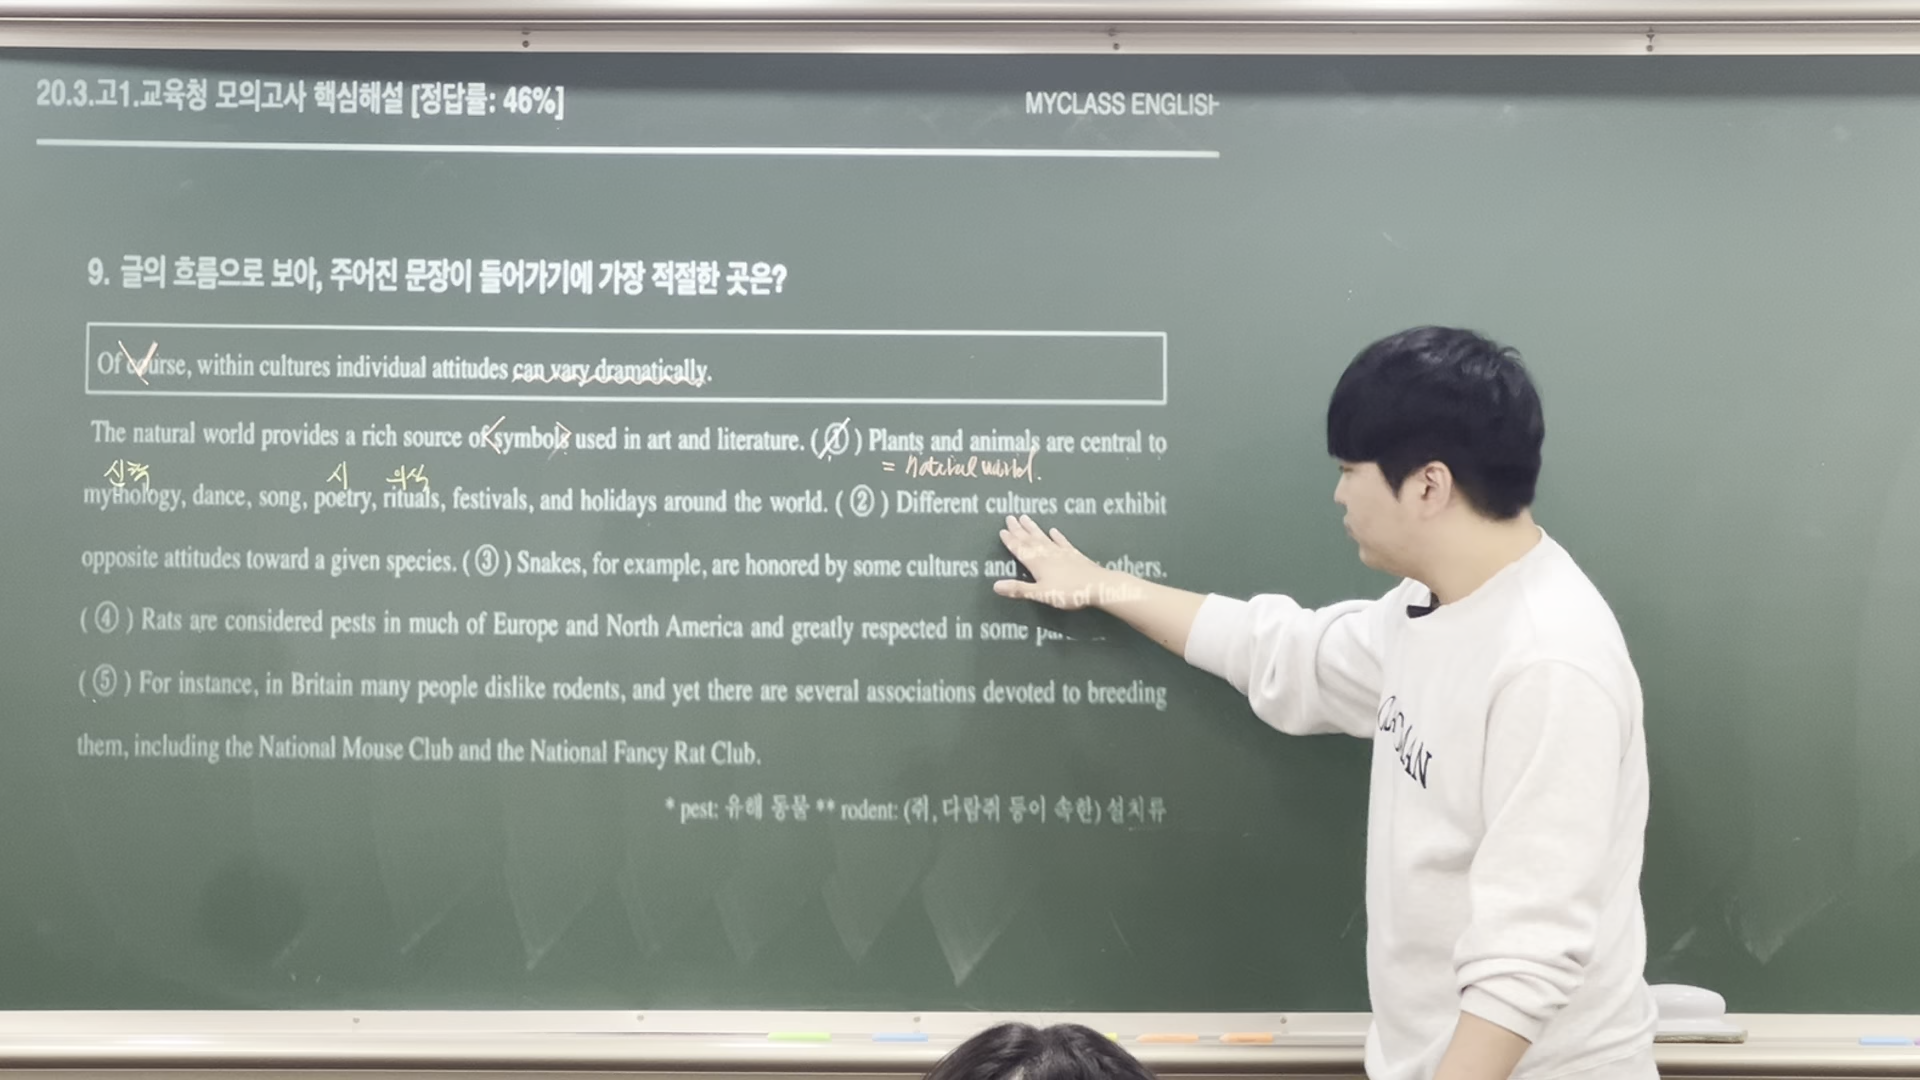 20.3.고1.교육청 모의고사 핵심해설 [정답률: 46%]
MYCLASS ENGLISH
9. 글의 흐름으로 보아, 주어진 문장이 들어가기에 가장 적절한 곳은?
Of course, within cultures individual attitudes can vary dramatically.
The natural world provides a rich source of symbols used in art and literature. ( ① ) Plants and animals are central to
신화 시 의식 = natural world.
mythology, dance, song, poetry, rituals, festivals, and holidays around the world. ( ② ) Different cultures can exhibit
opposite attitudes toward a given species. ( ③ ) Snakes, for example, are honored by some cultures and others.
( ④ ) Rats are considered pests in much of Europe and North America and greatly respected in some parts of India.
( ⑤ ) For instance, in Britain many people dislike rodents, and yet there are several associations devoted to breeding
them, including the National Mouse Club and the National Fancy Rat Club.
* pest: 유해 동물 ** rodent: (쥐, 다람쥐 등이 속한) 설치류